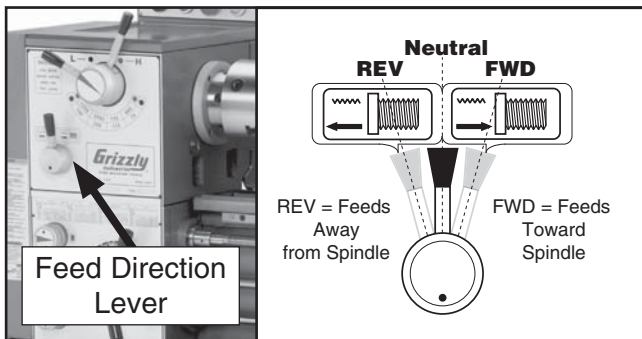 L
H
Grizzly
Feed Direction
Lever
Neutral
REV
FWD
REV = Feeds
Away
from Spindle
FWD = Feeds
Toward
Spindle